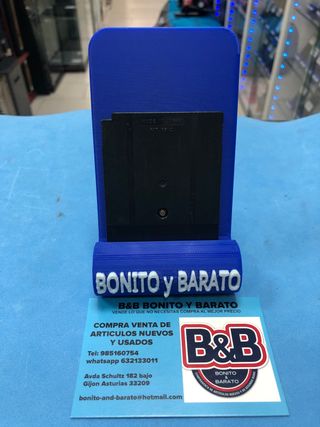 BONITO y BARATO
B&B BONITO Y BARATO
VENDE LO QUE NO NECESITAS COMPRA AL MEJOR PRECIO
COMPRA VENTA DE
ARTICULOS NUEVOS
Y USADOS
Tel: 985160754
whatsapp 632133011
Avda Schultz 182 bajo
Gijon Asturias 33209
bonito-and-barato@hotmail.com
B&B
BONITO
&
BARATO